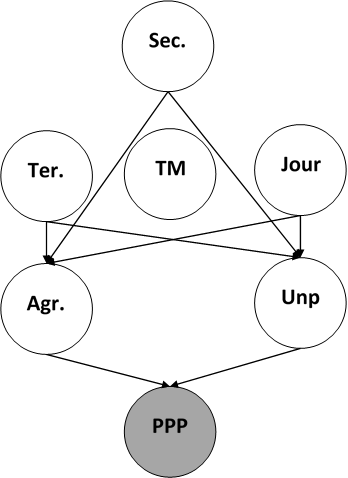 Sec.
Ter.
TM
Jour
Agr.
Unp
PPP